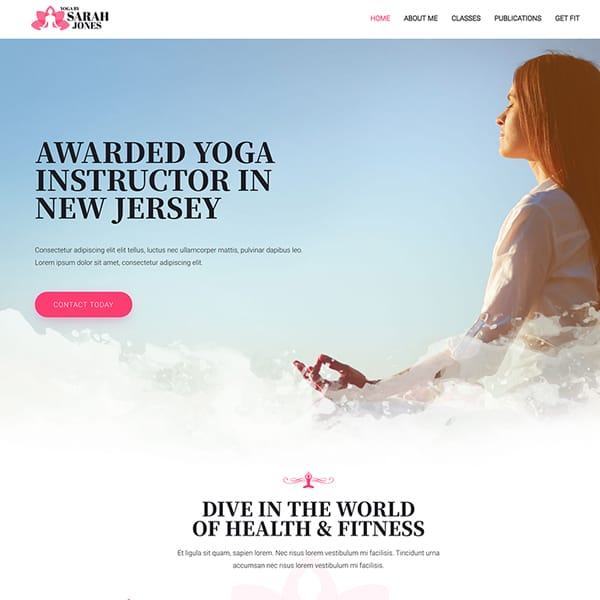 YOGA BY
SARAH
JONES
HOME ABOUT ME CLASSES PUBLICATIONS GET FIT
AWARDED YOGA
INSTRUCTOR IN
NEW JERSEY
Consectetur adipiscing elit elit tellus, luctus nec ullamcorper mattis, pulvinar dapibus leo.
Lorem ipsum dolor sit amet, consectetur adipiscing elit.
CONTACT TODAY
DIVE IN THE WORLD
OF HEALTH & FITNESS
Et ligula sit quam, sapien lorem. Nec risus lorem vestibulum mi facilisis. Tincidunt urna
accumsan nec risus lorem vestibulum mi facilisis.